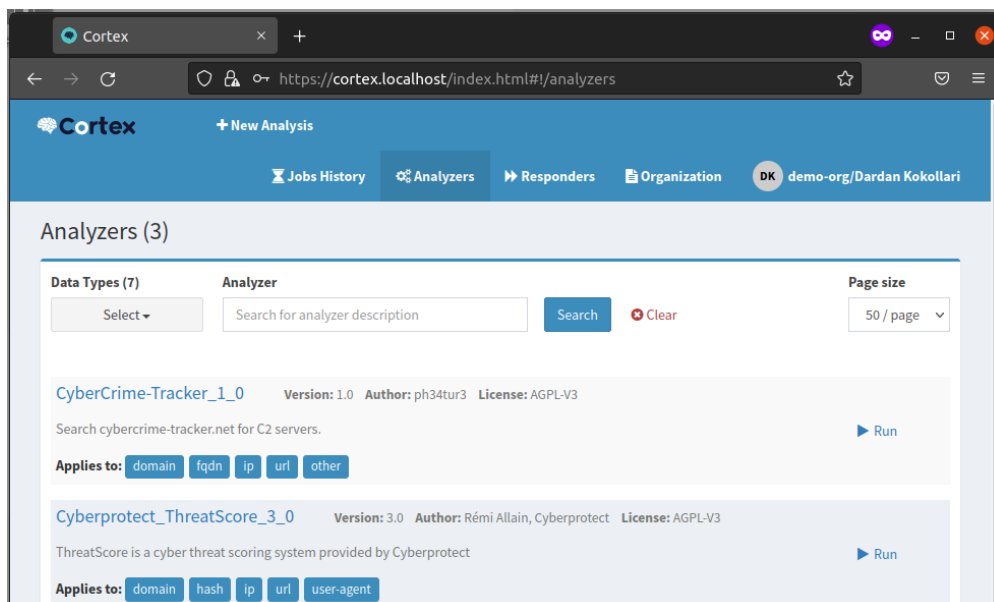 Cortex
https://cortex.localhost/index.html#!/analyzers
Cortex
New Analysis
Jobs History Analyzers Responders Organization DK demo-org/Dardan Kokollari
Analyzers (3)
Data Types (7) Analyzer Page size
Select Search for analyzer description Search Clear 50 / page
CyberCrime-Tracker_1_0 Version: 1.0 Author: ph34tur3 License: AGPL-V3
Search cybercrime-tracker.net for C2 servers.
Run
Applies to: domain fqdn ip url other
Cyberprotect_ThreatScore_3_0 Version: 3.0 Author: Rémi Allain, Cyberprotect License: AGPL-V3
ThreatScore is a cyber threat scoring system provided by Cyberprotect
Run
Applies to: domain hash ip url user-agent